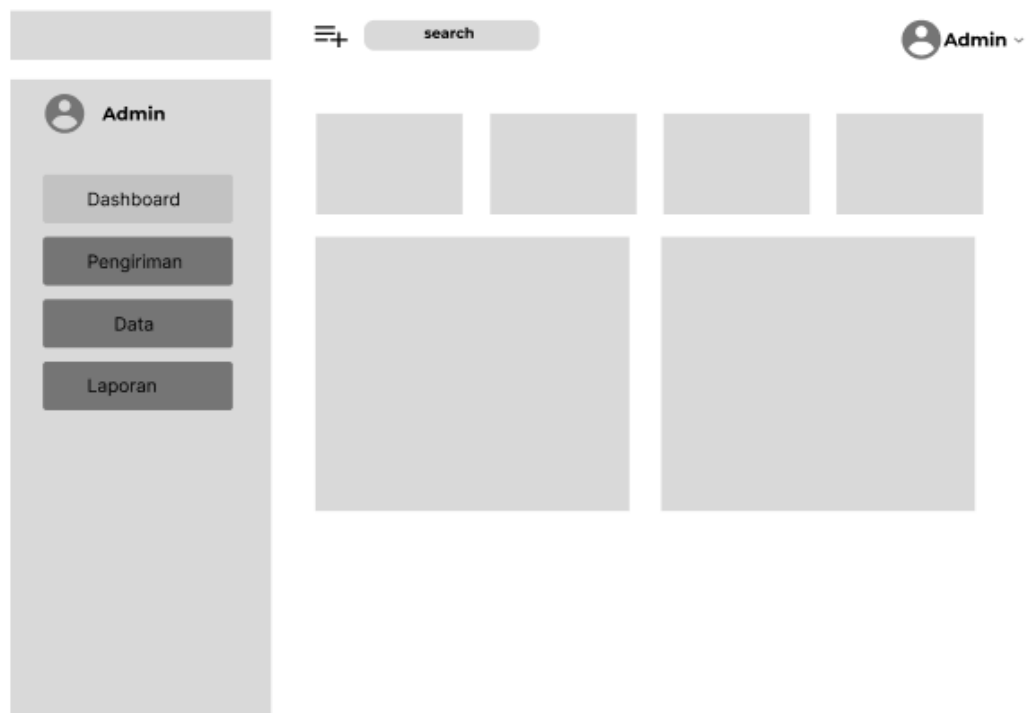 search
Admin
Admin
Dashboard
Pengiriman
Data
Laporan